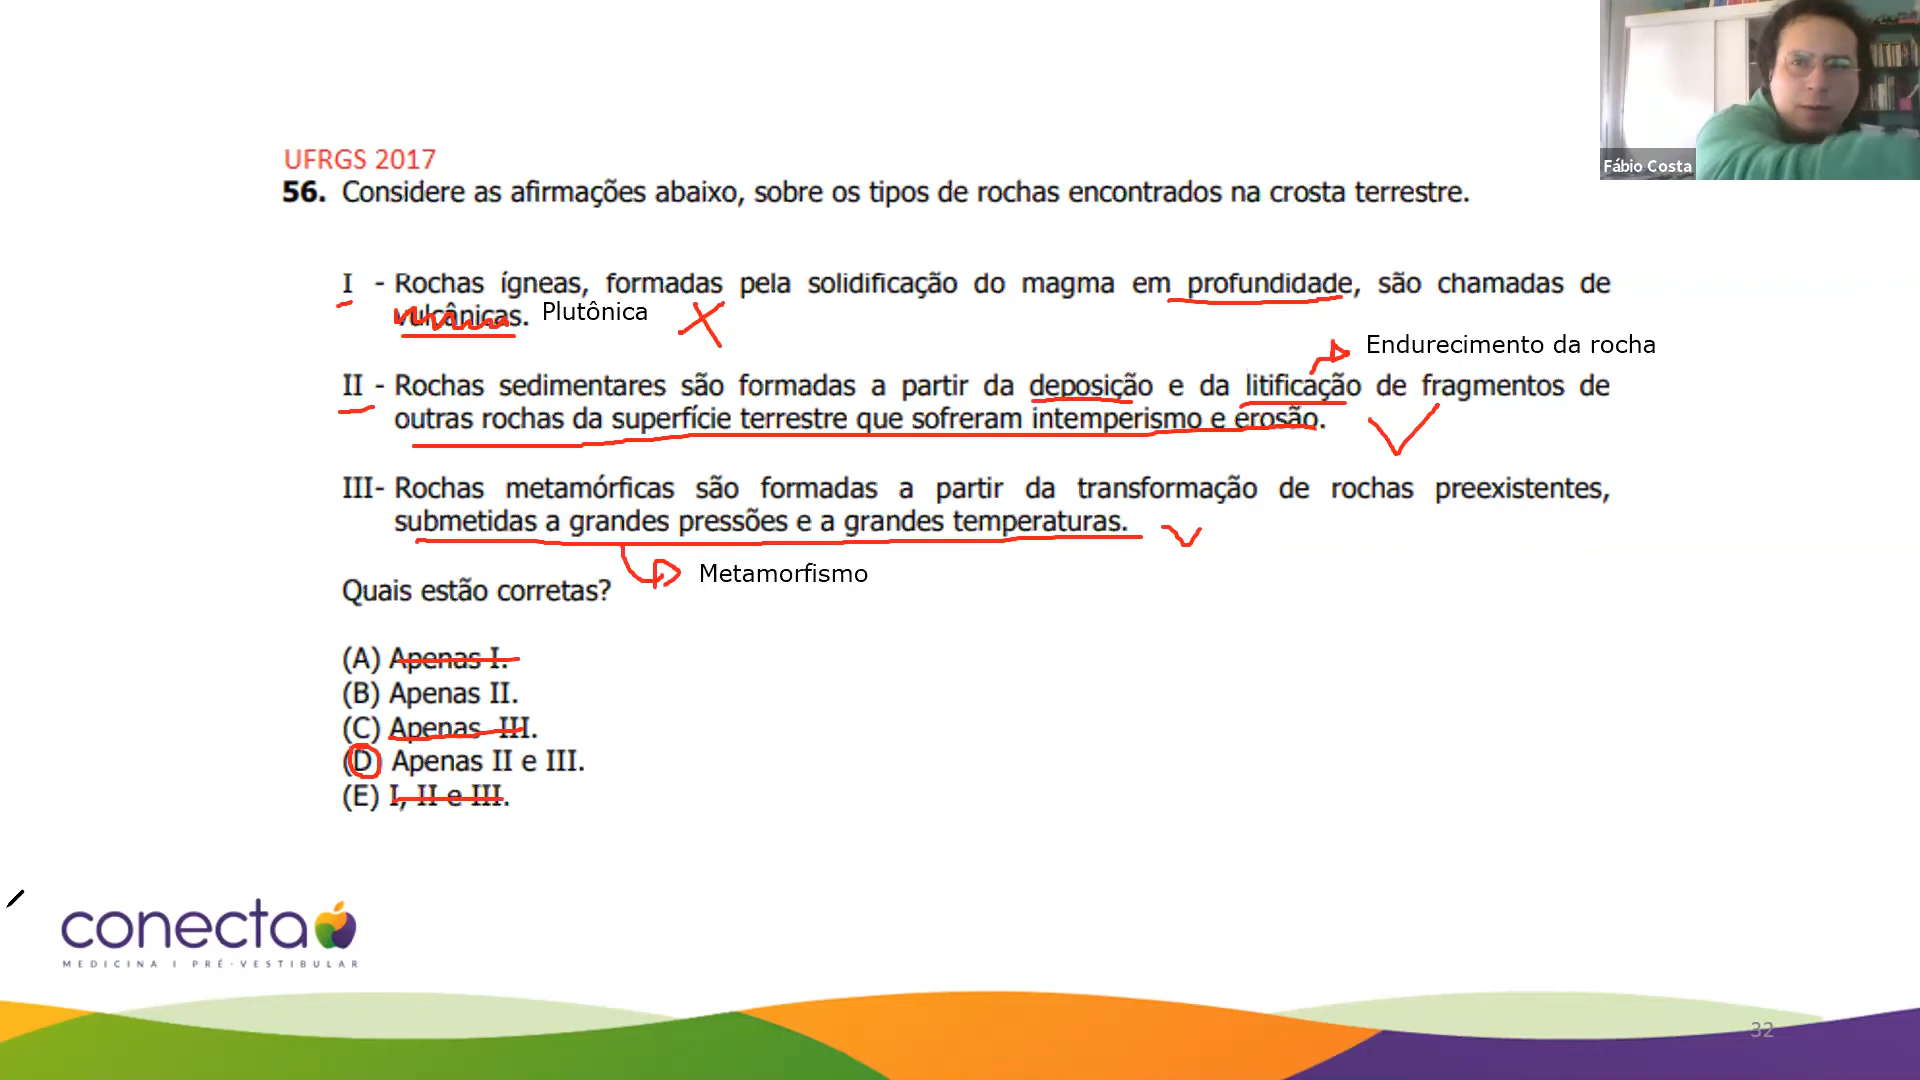 Fábio Costa
UFRGS 2017
56. Considere as afirmações abaixo, sobre os tipos de rochas encontrados na crosta terrestre.
I - Rochas ígneas, formadas pela solidificação do magma em profundidade, são chamadas de
vulcânicas. Plutônica
Endurecimento da rocha
II - Rochas sedimentares são formadas a partir da deposição e da litificação de fragmentos de
outras rochas da superfície terrestre que sofreram intemperismo e erosão.
III- Rochas metamórficas são formadas a partir da transformação de rochas preexistentes,
submetidas a grandes pressões e a grandes temperaturas.
Metamorfismo
Quais estão corretas?
(A) Apenas I.
(B) Apenas II.
(C) Apenas III.
(D) Apenas II e III.
(E) I, II e III.
conecta
MEDICINA I PRÉ-VESTIBULAR
32